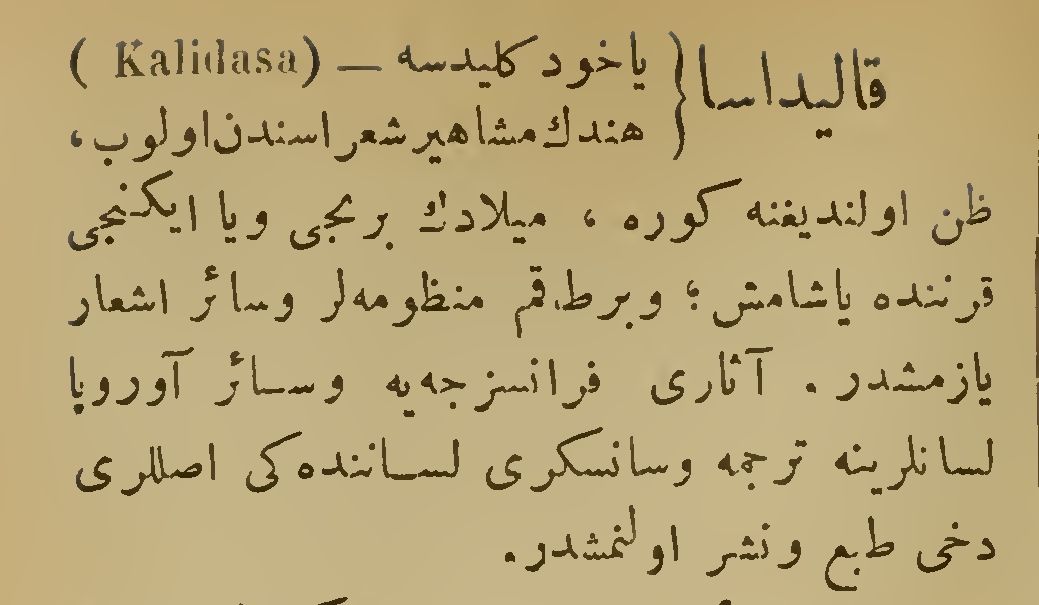 قاليداسا { ياخود كليدسه — (Kalidasa)
هندك مشاهير شعراسندن اولوب،
ظن اولنديغنه كوره ، ميلادك برنجى ويا ايكنجى
قرننده ياشامش ؛ وبرطاقم منظومه‌لر وسائر اشعار
يازمشدر . آثارى فرانسزجه‌يه وسائر آوروپا
لسانلرينه ترجمه وسانسكرى لساننده‌كى اصللرى
دخى طبع ونشر اولنمشدر.